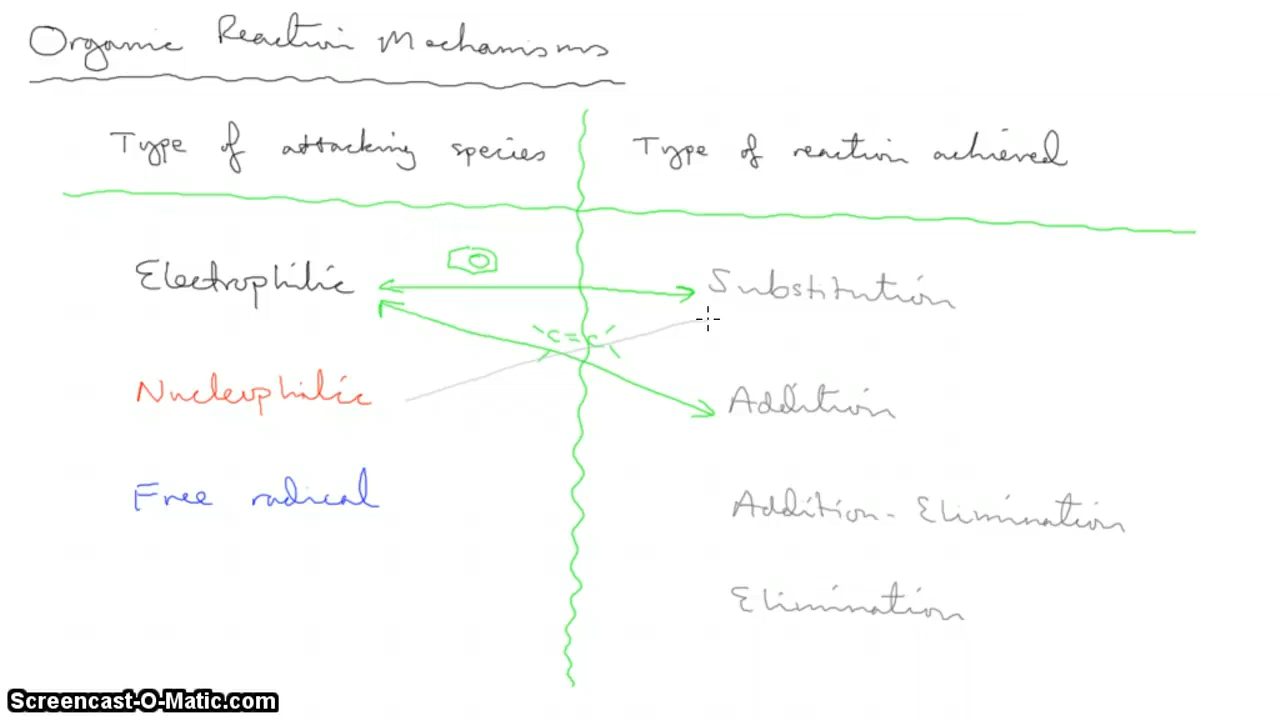 Organic Reaction Mechanisms
Type of attacking species
Type of reaction achieved
Electrophilic
Substitution
C=C
Nucleophilic
Addition
Free radical
Addition-Elimination
Elimination
Screencast-O-Matic.com